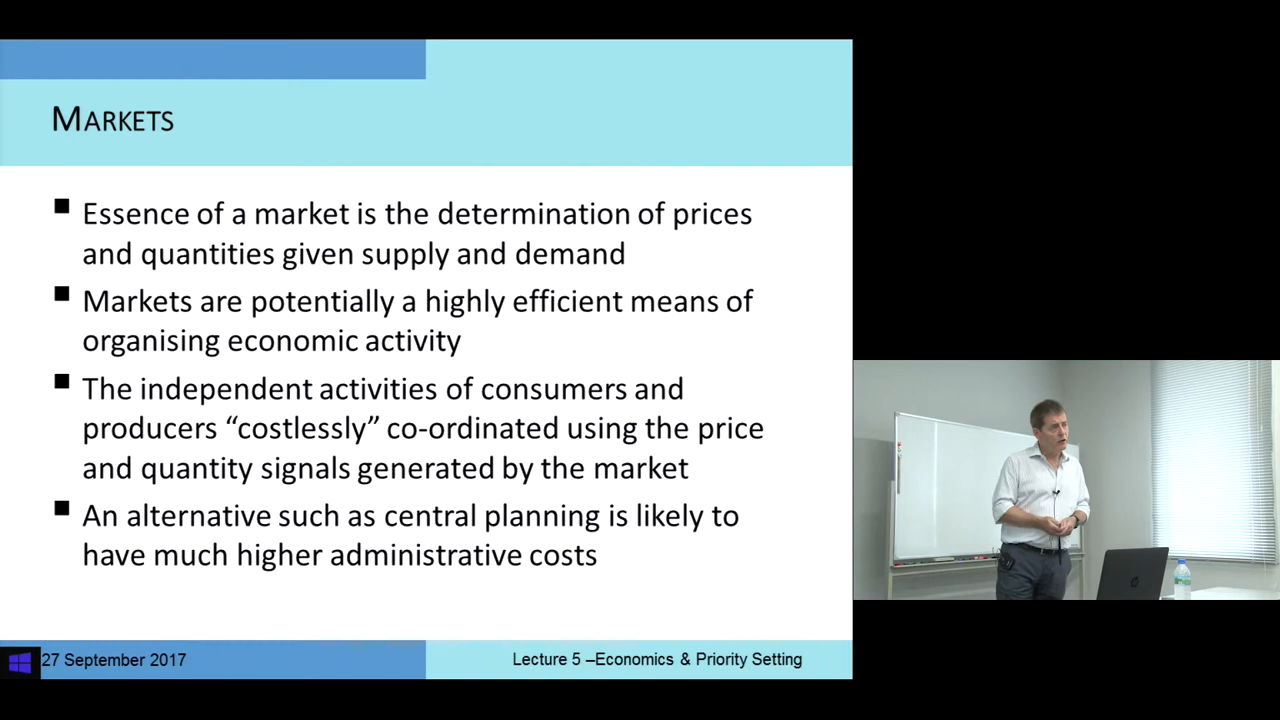 MARKETS
Essence of a market is the determination of prices
and quantities given supply and demand
Markets are potentially a highly efficient means of
organising economic activity
The independent activities of consumers and
producers “costlessly” co-ordinated using the price
and quantity signals generated by the market
An alternative such as central planning is likely to
have much higher administrative costs
27 September 2017
Lecture 5 –Economics & Priority Setting